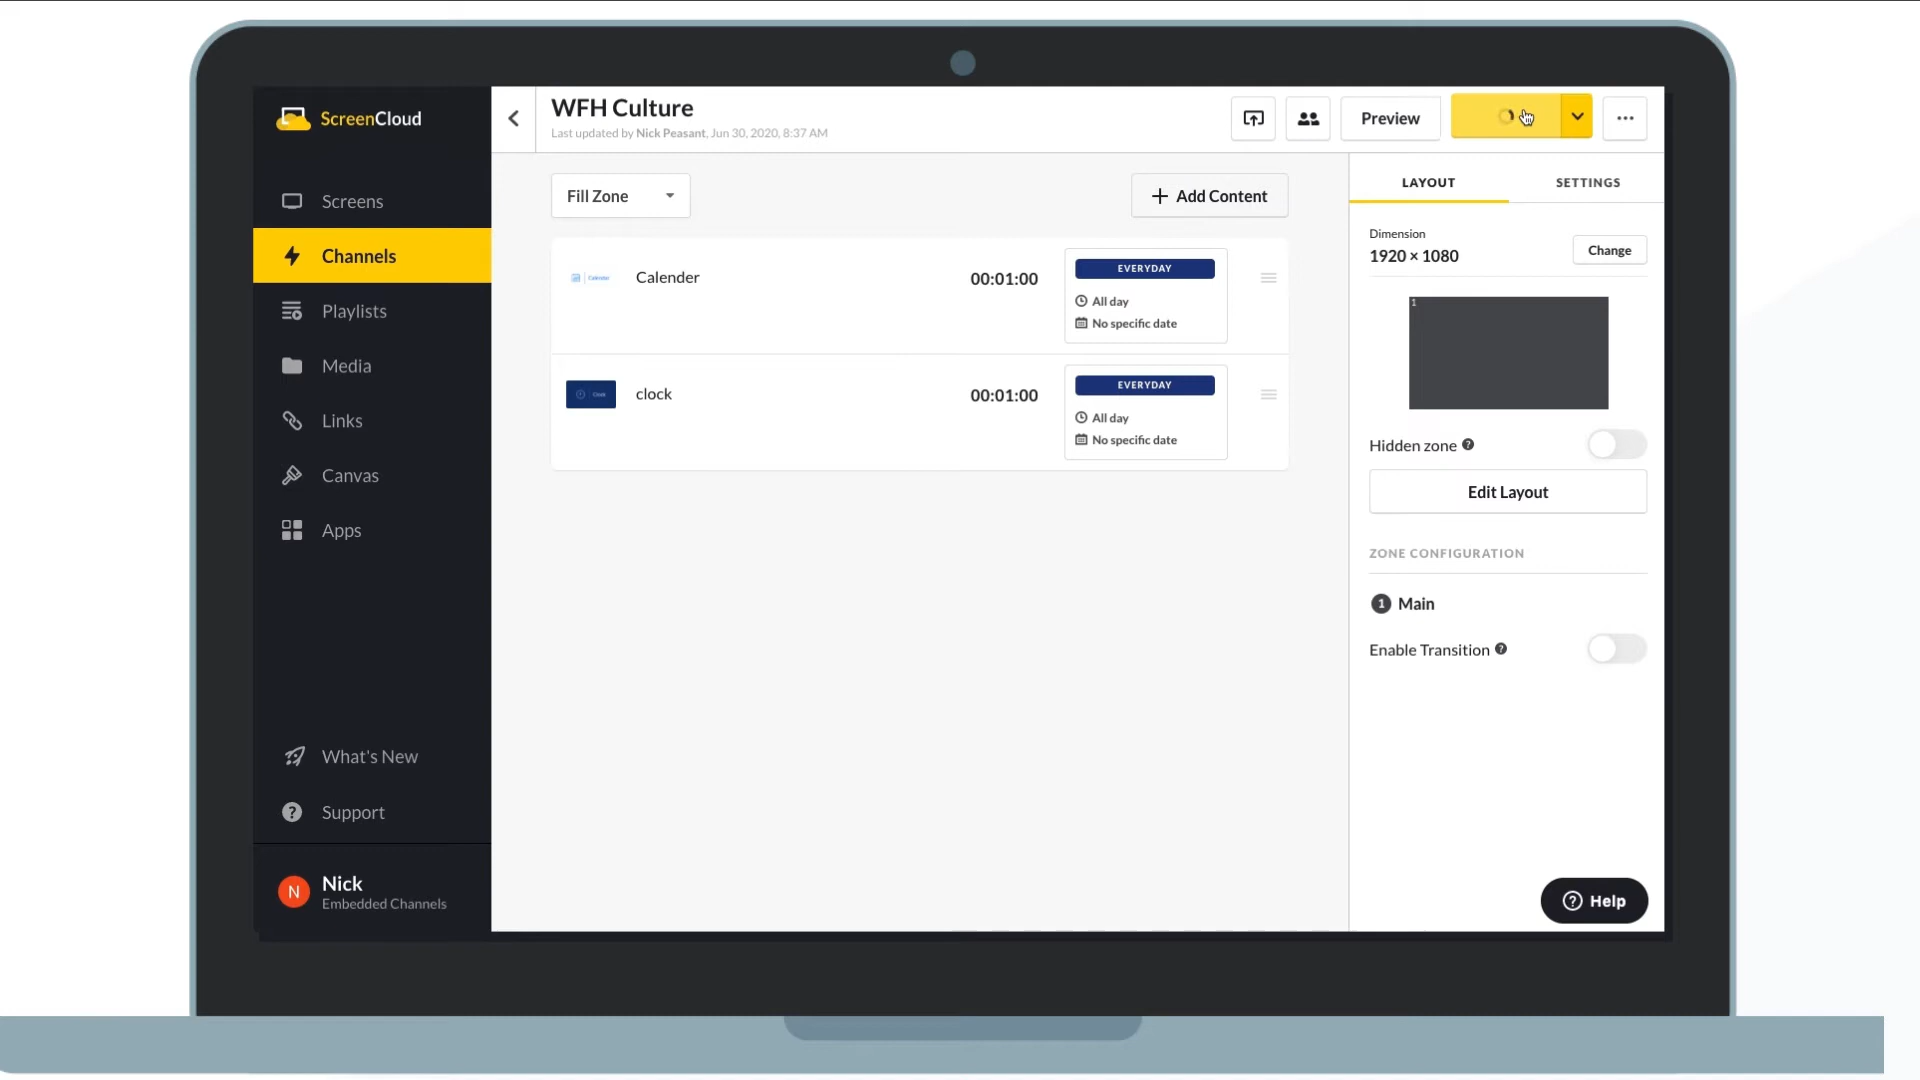 ScreenCloud
WFH Culture
Last updated by Nick Peasant, Jun 30, 2020, 8:37 AM
Preview
Screens
Channels
Playlists
Media
Links
Canvas
Apps
What's New
Support
N
Nick
Embedded Channels
Fill Zone
Add Content
Calender
Calender
00:01:00
EVERYDAY
All day
No specific date
Clock
clock
00:01:00
EVERYDAY
All day
No specific date
LAYOUT
SETTINGS
Dimension
1920 × 1080
Change
1
Hidden zone
Edit Layout
ZONE CONFIGURATION
1 Main
Enable Transition
Help